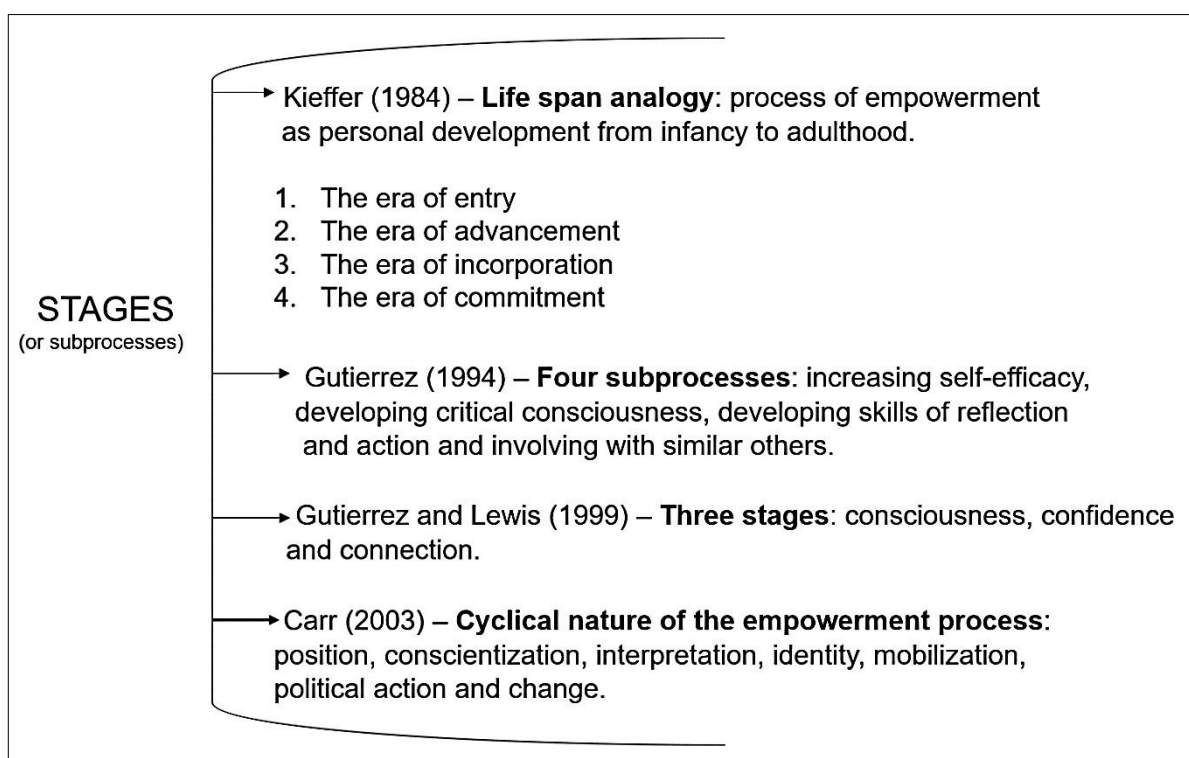 STAGES
(or subprocesses)
Kieffer (1984) – Life span analogy: process of empowerment
as personal development from infancy to adulthood.
1. The era of entry
2. The era of advancement
3. The era of incorporation
4. The era of commitment
Gutierrez (1994) – Four subprocesses: increasing self-efficacy,
developing critical consciousness, developing skills of reflection
and action and involving with similar others.
Gutierrez and Lewis (1999) – Three stages: consciousness, confidence
and connection.
Carr (2003) – Cyclical nature of the empowerment process:
position, conscientization, interpretation, identity, mobilization,
political action and change.